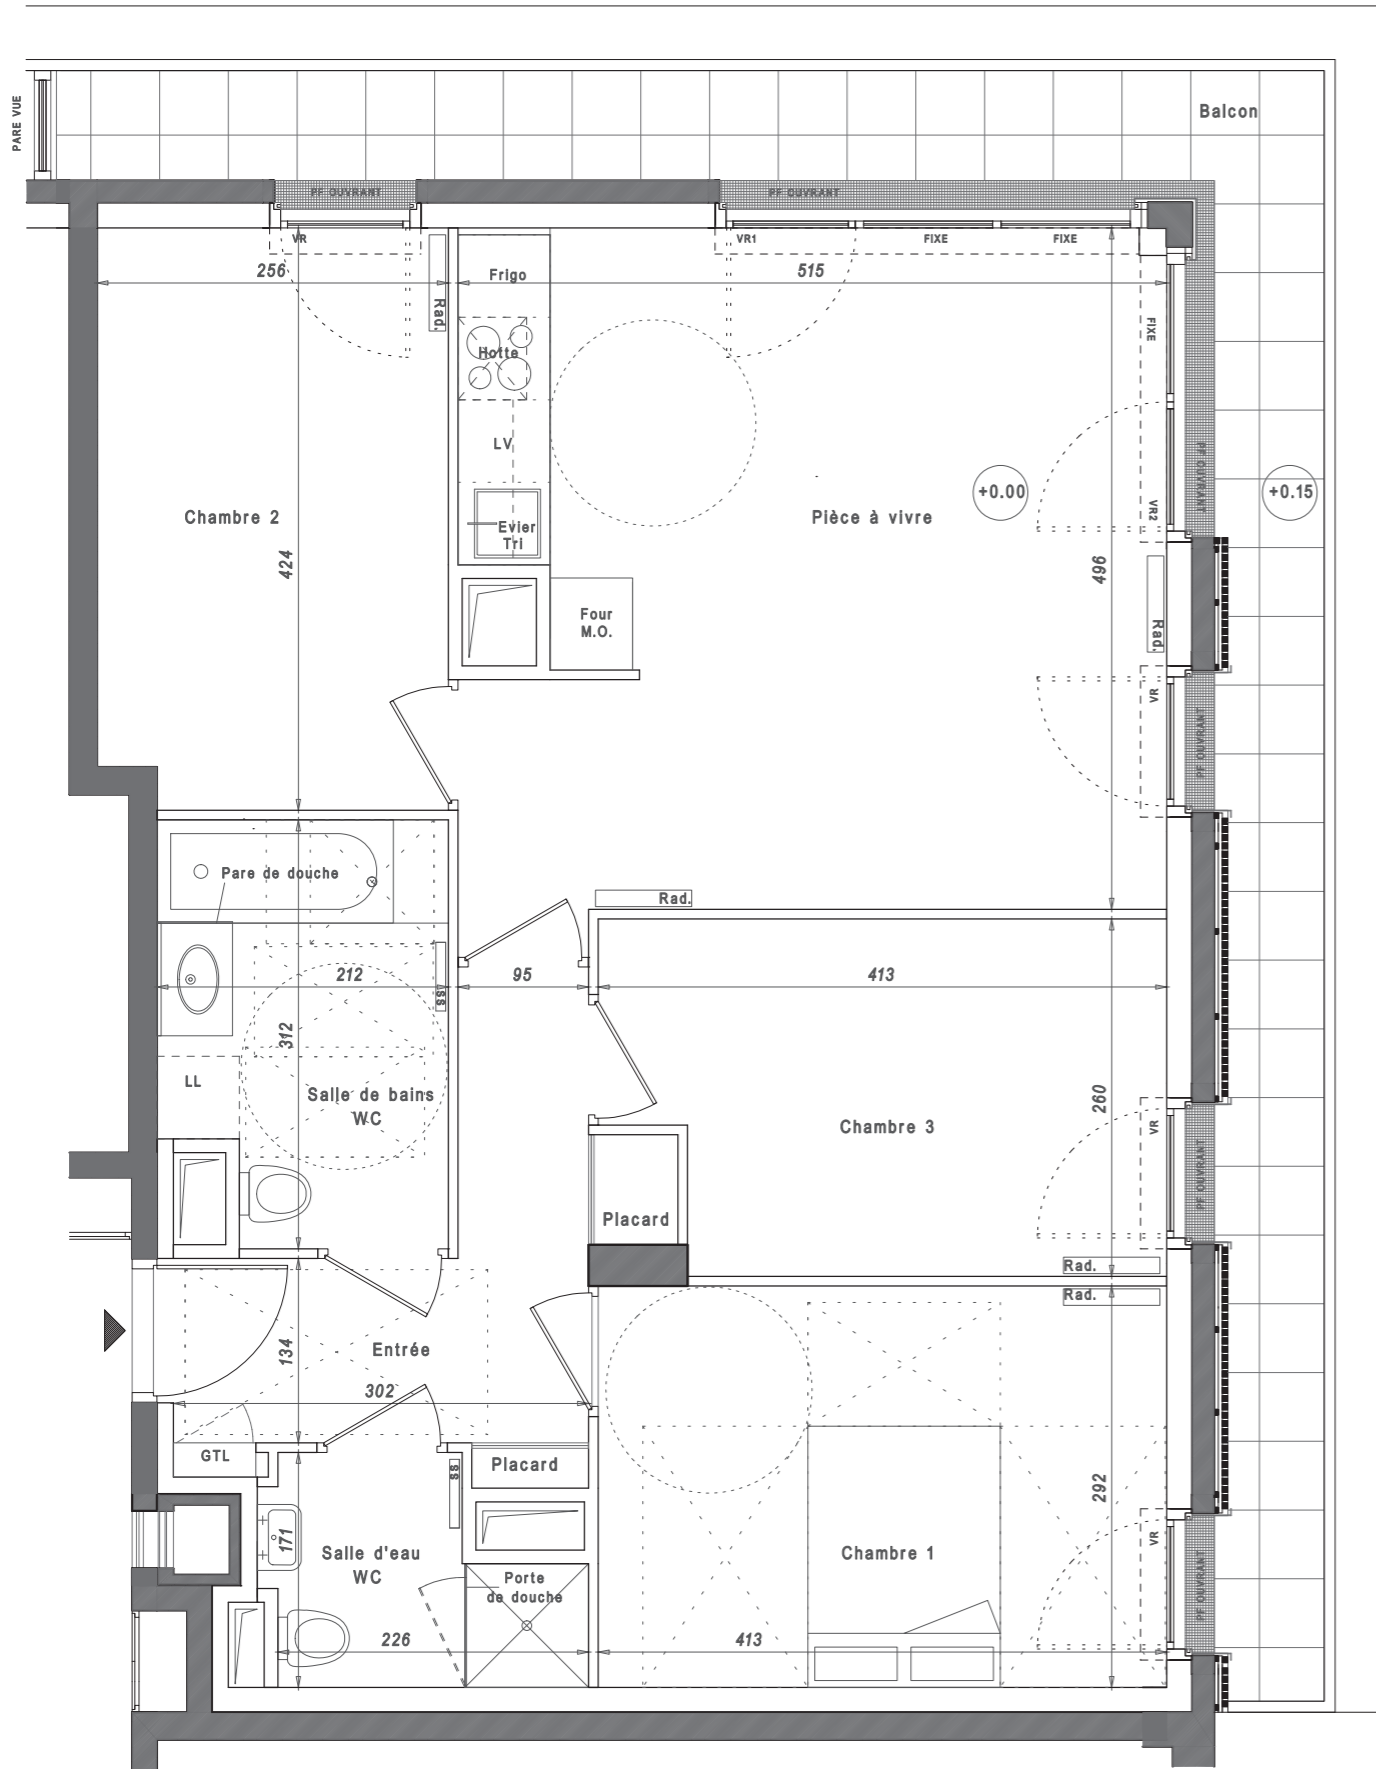 Balcon
PARE VUE
PF OUVRANT
PF OUVRANT
VR
VR1
FIXE
FIXE
256
Frigo
515
Rad.
FIXE
Hotte
LV
PF OUVRANT
+0.00
+0.15
VR2
Chambre 2
Evier
Tri
Pièce à vivre
424
496
Four
M.O.
Rad.
VR
PF OUVRANT
Pare de douche
Rad.
212
SS
95
413
312
LL
Salle de bains
WC
260
Chambre 3
VR
PF OUVRANT
Placard
Rad.
Rad.
134
Entrée
302
GTL
SS
Placard
292
171
Salle d'eau
WC
Chambre 1
VR
PF OUVRANT
Porte
de douche
226
413